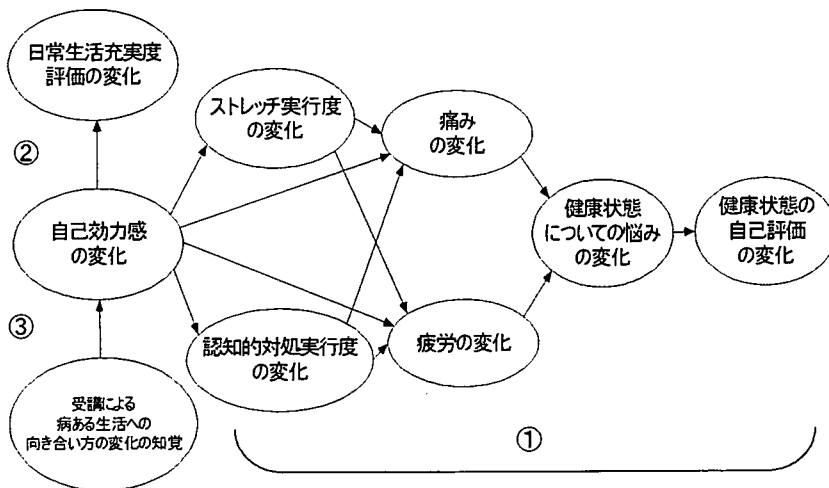 日常生活充実度
評価の変化
②
ストレッチ実行度
の変化
痛み
の変化
自己効力感
の変化
健康状態
についての悩み
の変化
健康状態の
自己評価
の変化
③
認知的対処実行度
の変化
疲労の変化
受講による
病ある生活への
向き合い方の変化の知覚
①